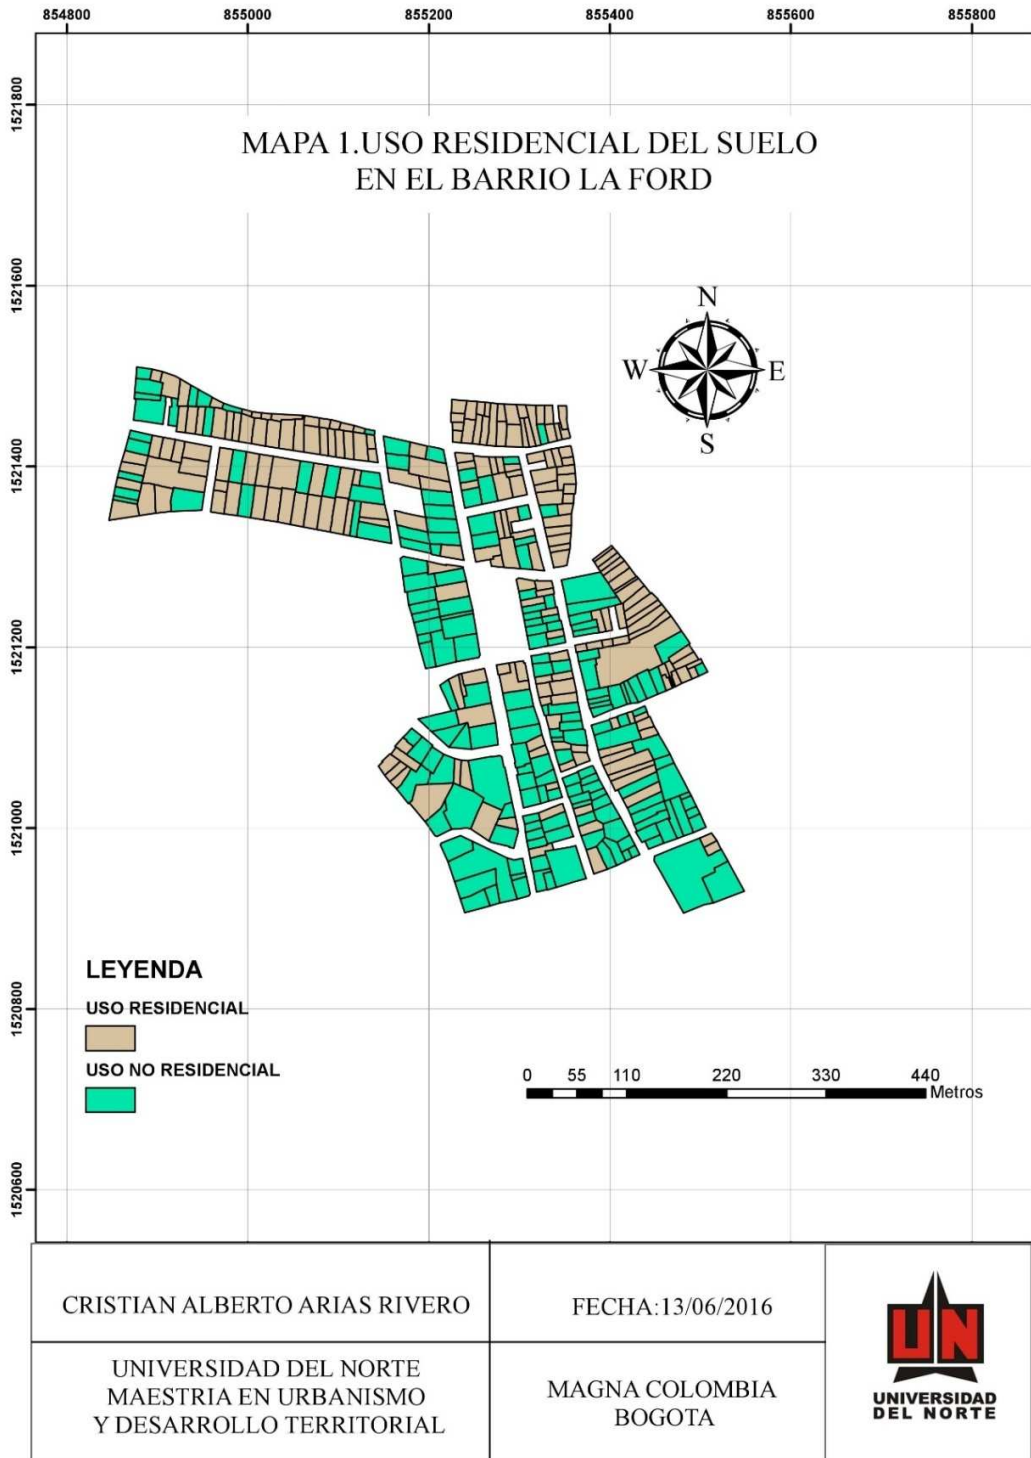 854800 855000 855200 855400 855600 855800
1521800
MAPA 1.USO RESIDENCIAL DEL SUELO
EN EL BARRIO LA FORD
1521600
N
W E
S
1521400
1521200
1521000
LEYENDA
USO RESIDENCIAL
1520800
USO NO RESIDENCIAL
0 55 110 220 330 440
Metros
1520600
CRISTIAN ALBERTO ARIAS RIVERO
FECHA:13/06/2016
UNIVERSIDAD DEL NORTE
MAESTRIA EN URBANISMO
Y DESARROLLO TERRITORIAL
MAGNA COLOMBIA
BOGOTA
UN
UNIVERSIDAD
DEL NORTE